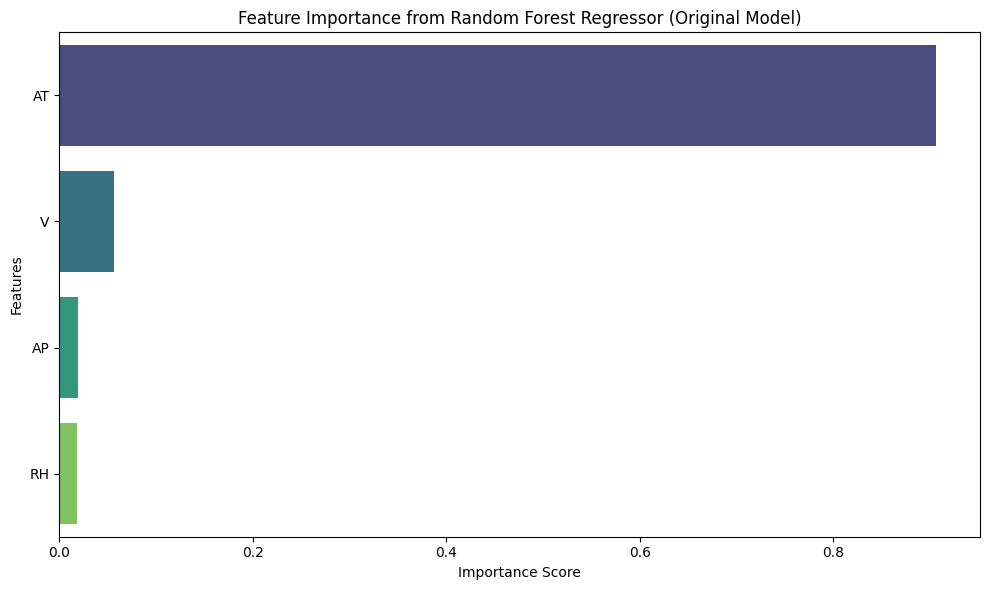 Feature Importance from Random Forest Regressor (Original Model)
AT
V
AP
RH
Features
0.0 0.2 0.4 0.6 0.8
Importance Score